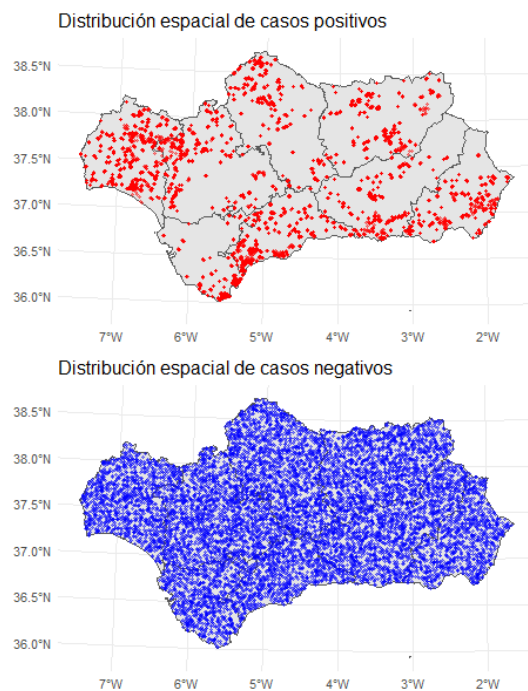 Distribución espacial de casos positivos
38.5°N
38.0°N
37.5°N
37.0°N
36.5°N
36.0°N
7°W 6°W 5°W 4°W 3°W 2°W
Distribución espacial de casos negativos
38.5°N
38.0°N
37.5°N
37.0°N
36.5°N
36.0°N
7°W 6°W 5°W 4°W 3°W 2°W